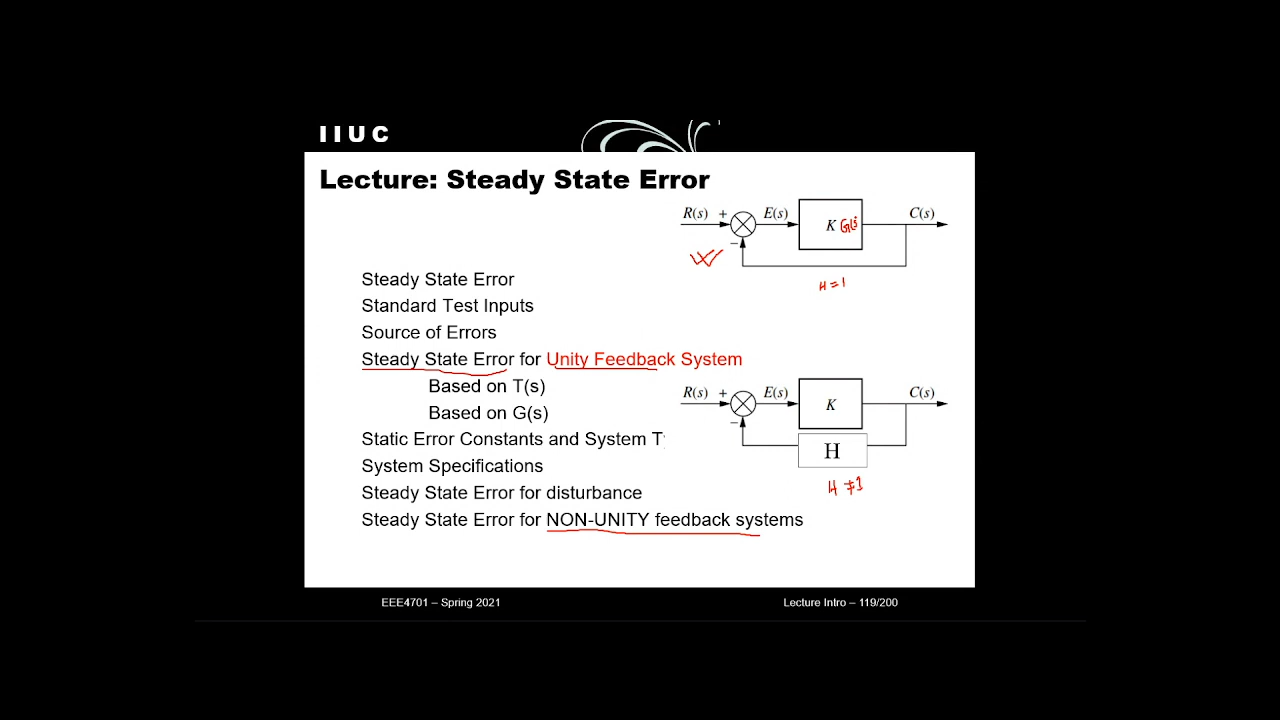 IIUC
Lecture: Steady State Error
R(s) + E(s) K G(s) C(s)
−
H = 1
Steady State Error
Standard Test Inputs
Source of Errors
Steady State Error for Unity Feedback System
Based on T(s)
Based on G(s)
R(s) + E(s) K C(s)
−
H
H ≠ 1
Static Error Constants and System Ty
System Specifications
Steady State Error for disturbance
Steady State Error for NON-UNITY feedback systems
EEE4701 – Spring 2021
Lecture Intro – 119/200